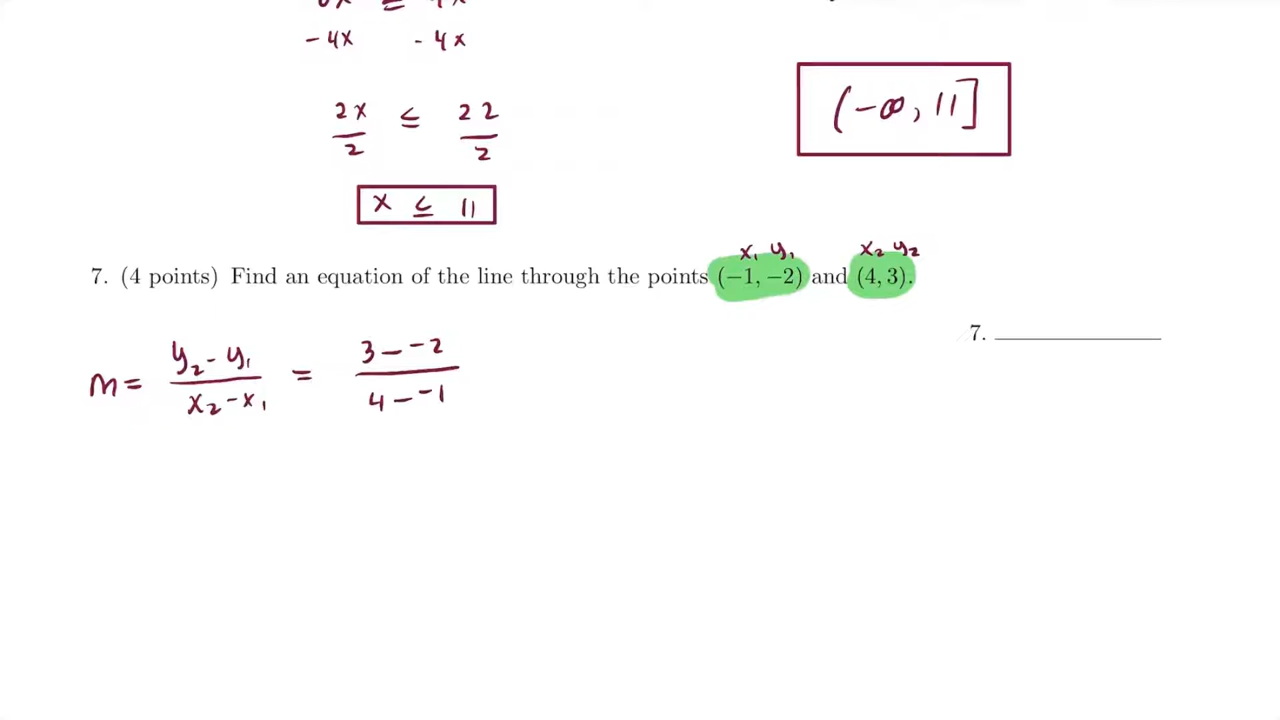 -4x -4x
2x/2 ≤ 22/2
(-∞, 11]
x ≤ 11
x₁ y₁ x₂ y₂
7. (4 points) Find an equation of the line through the points (−1, −2) and (4, 3).
7.
m = y₂-y₁/x₂-x₁ = 3--2/4--1